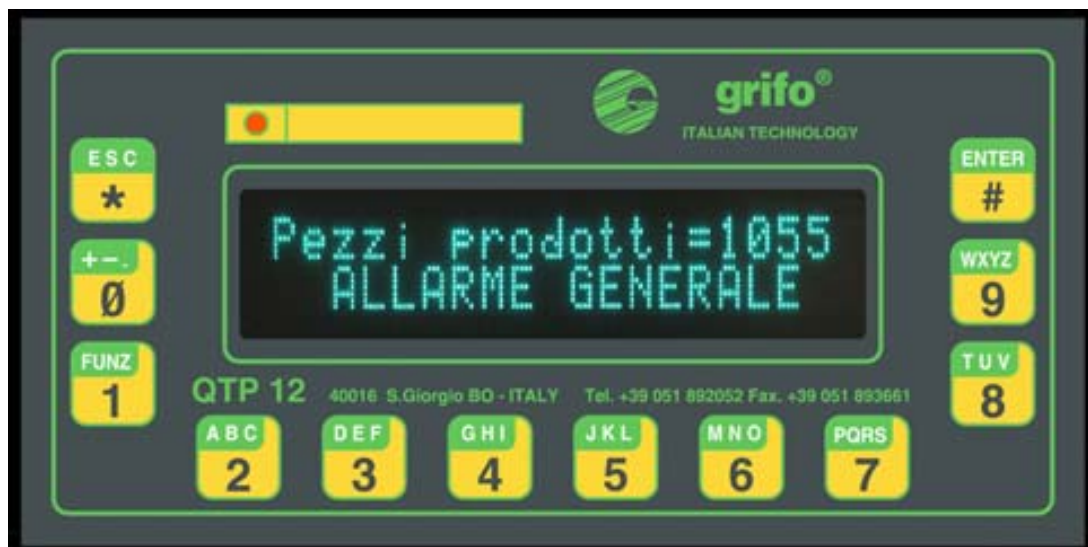 grifo®
ITALIAN TECHNOLOGY
ESC
*
ENTER
#
Pezzi prodotti=1055
ALLARME GENERALE
+-.
0
WXYZ
9
FUNZ
1
TUV
8
QTP 12 40016 S.Giorgio BO - ITALY Tel. +39 051 892052 Fax. +39 051 893661
ABC
2
DEF
3
GHI
4
JKL
5
MNO
6
PQRS
7